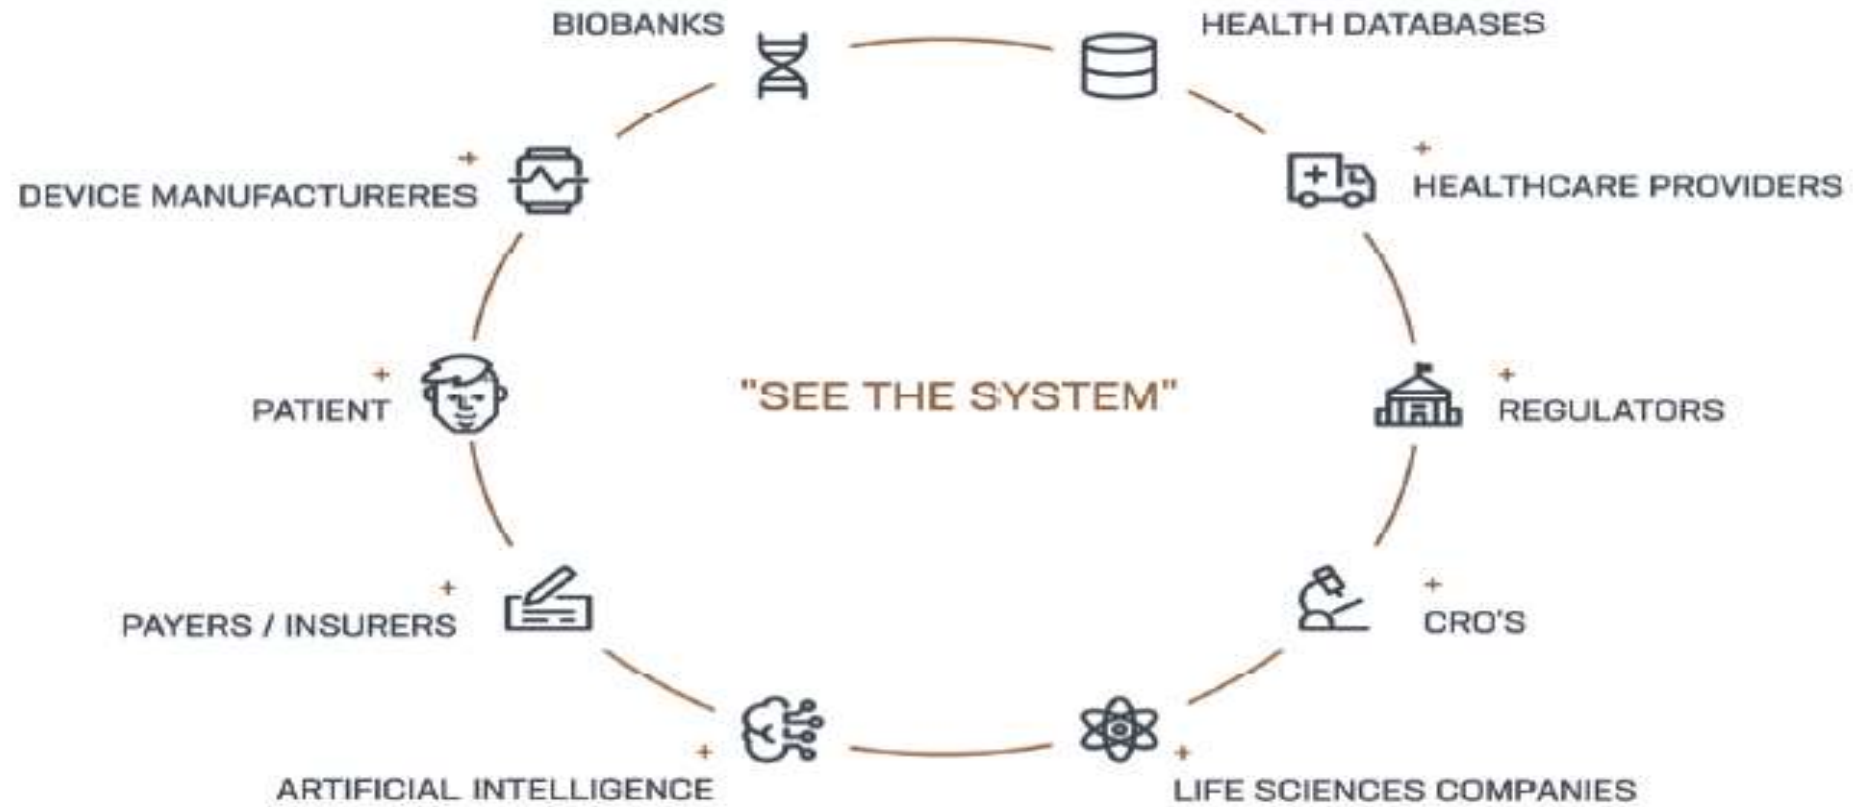 BIOBANKS
HEALTH DATABASES
DEVICE MANUFACTURERES
HEALTHCARE PROVIDERS
PATIENT
"SEE THE SYSTEM"
REGULATORS
PAYERS / INSURERS
CRO'S
ARTIFICIAL INTELLIGENCE
LIFE SCIENCES COMPANIES